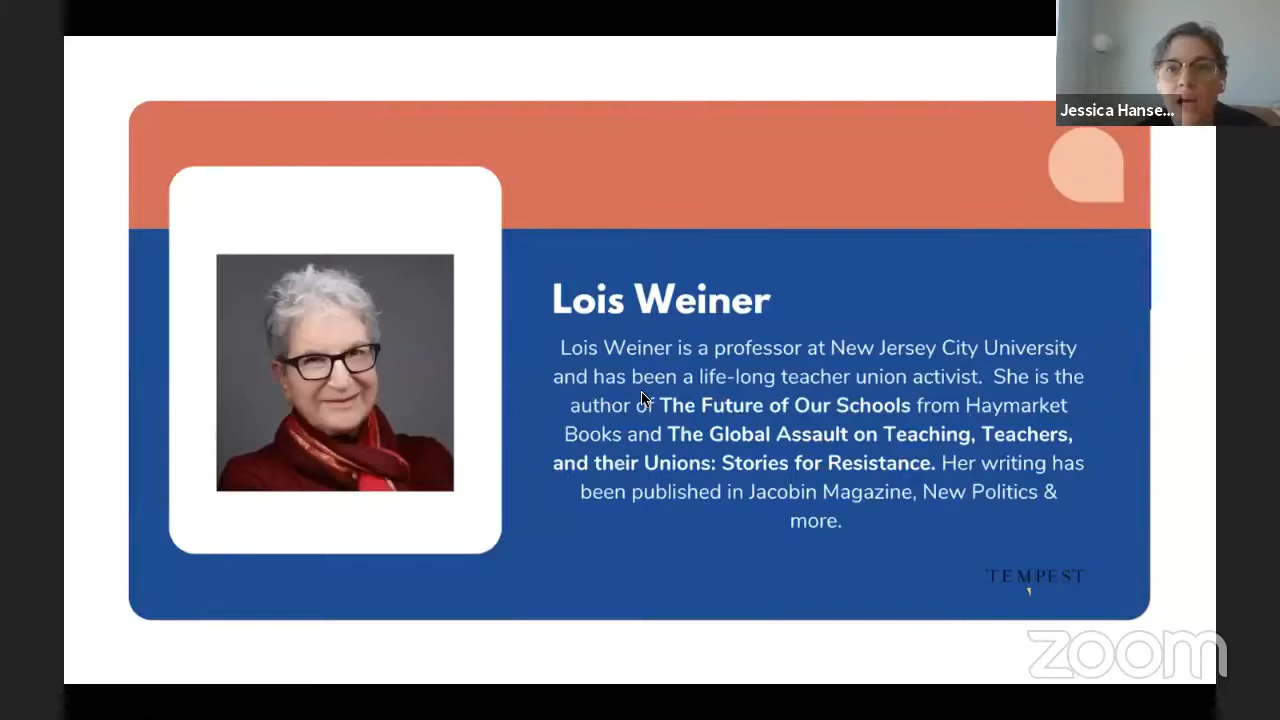 Jessica Hanse...
Lois Weiner
Lois Weiner is a professor at New Jersey City University
and has been a life-long teacher union activist. She is the
author of The Future of Our Schools from Haymarket
Books and The Global Assault on Teaching, Teachers,
and their Unions: Stories for Resistance. Her writing has
been published in Jacobin Magazine, New Politics &
more.
TEMPEST
zoom